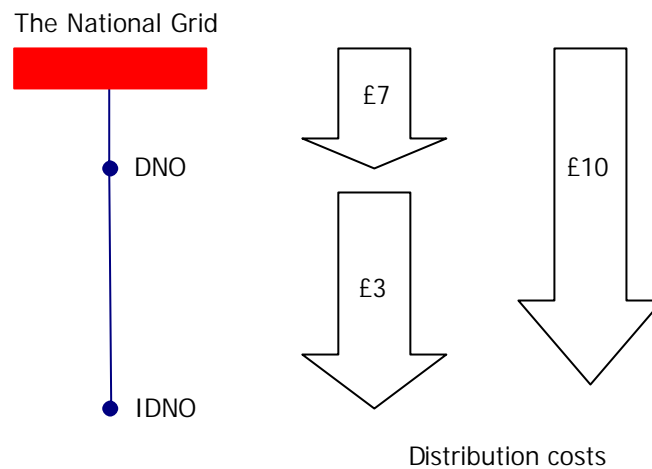 The National Grid
£7
DNO
£10
£3
IDNO
Distribution costs